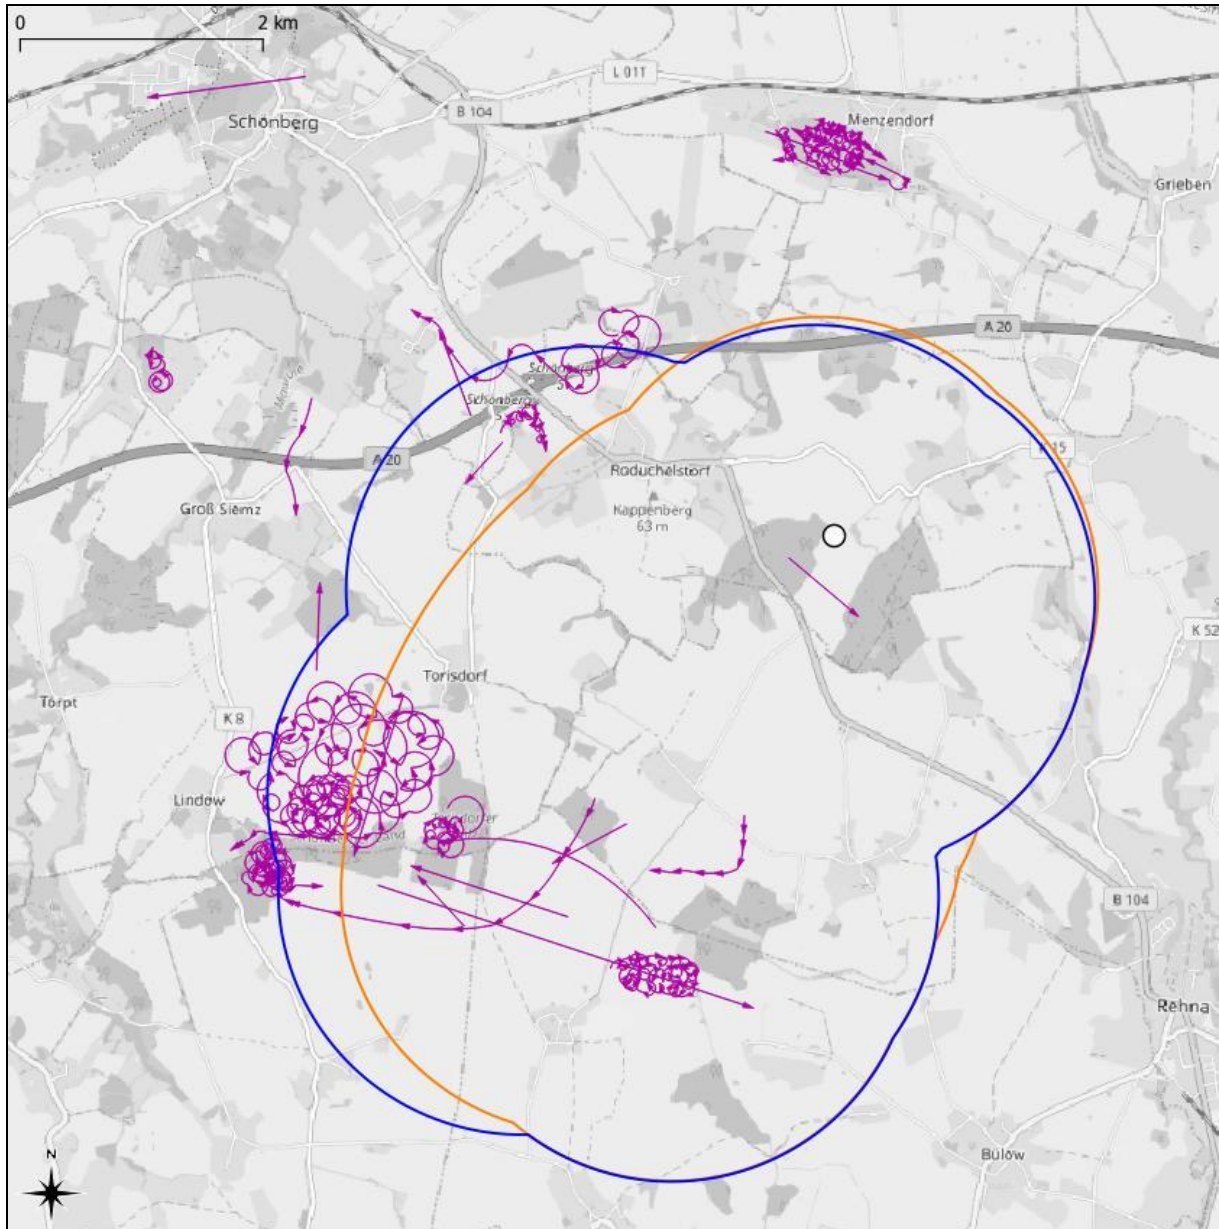 0 2 km
L 011
B 104
Schönberg
Menzendorf
Grieben
A 20
Schönberg
Schönberg
A 20
K 15
Roduchelstorf
Kappenberg
63 m
Groß Siemz
K 52
Torisdorf
Törpt
K 8
Lindow
B 104
Rehna
Bülow
N